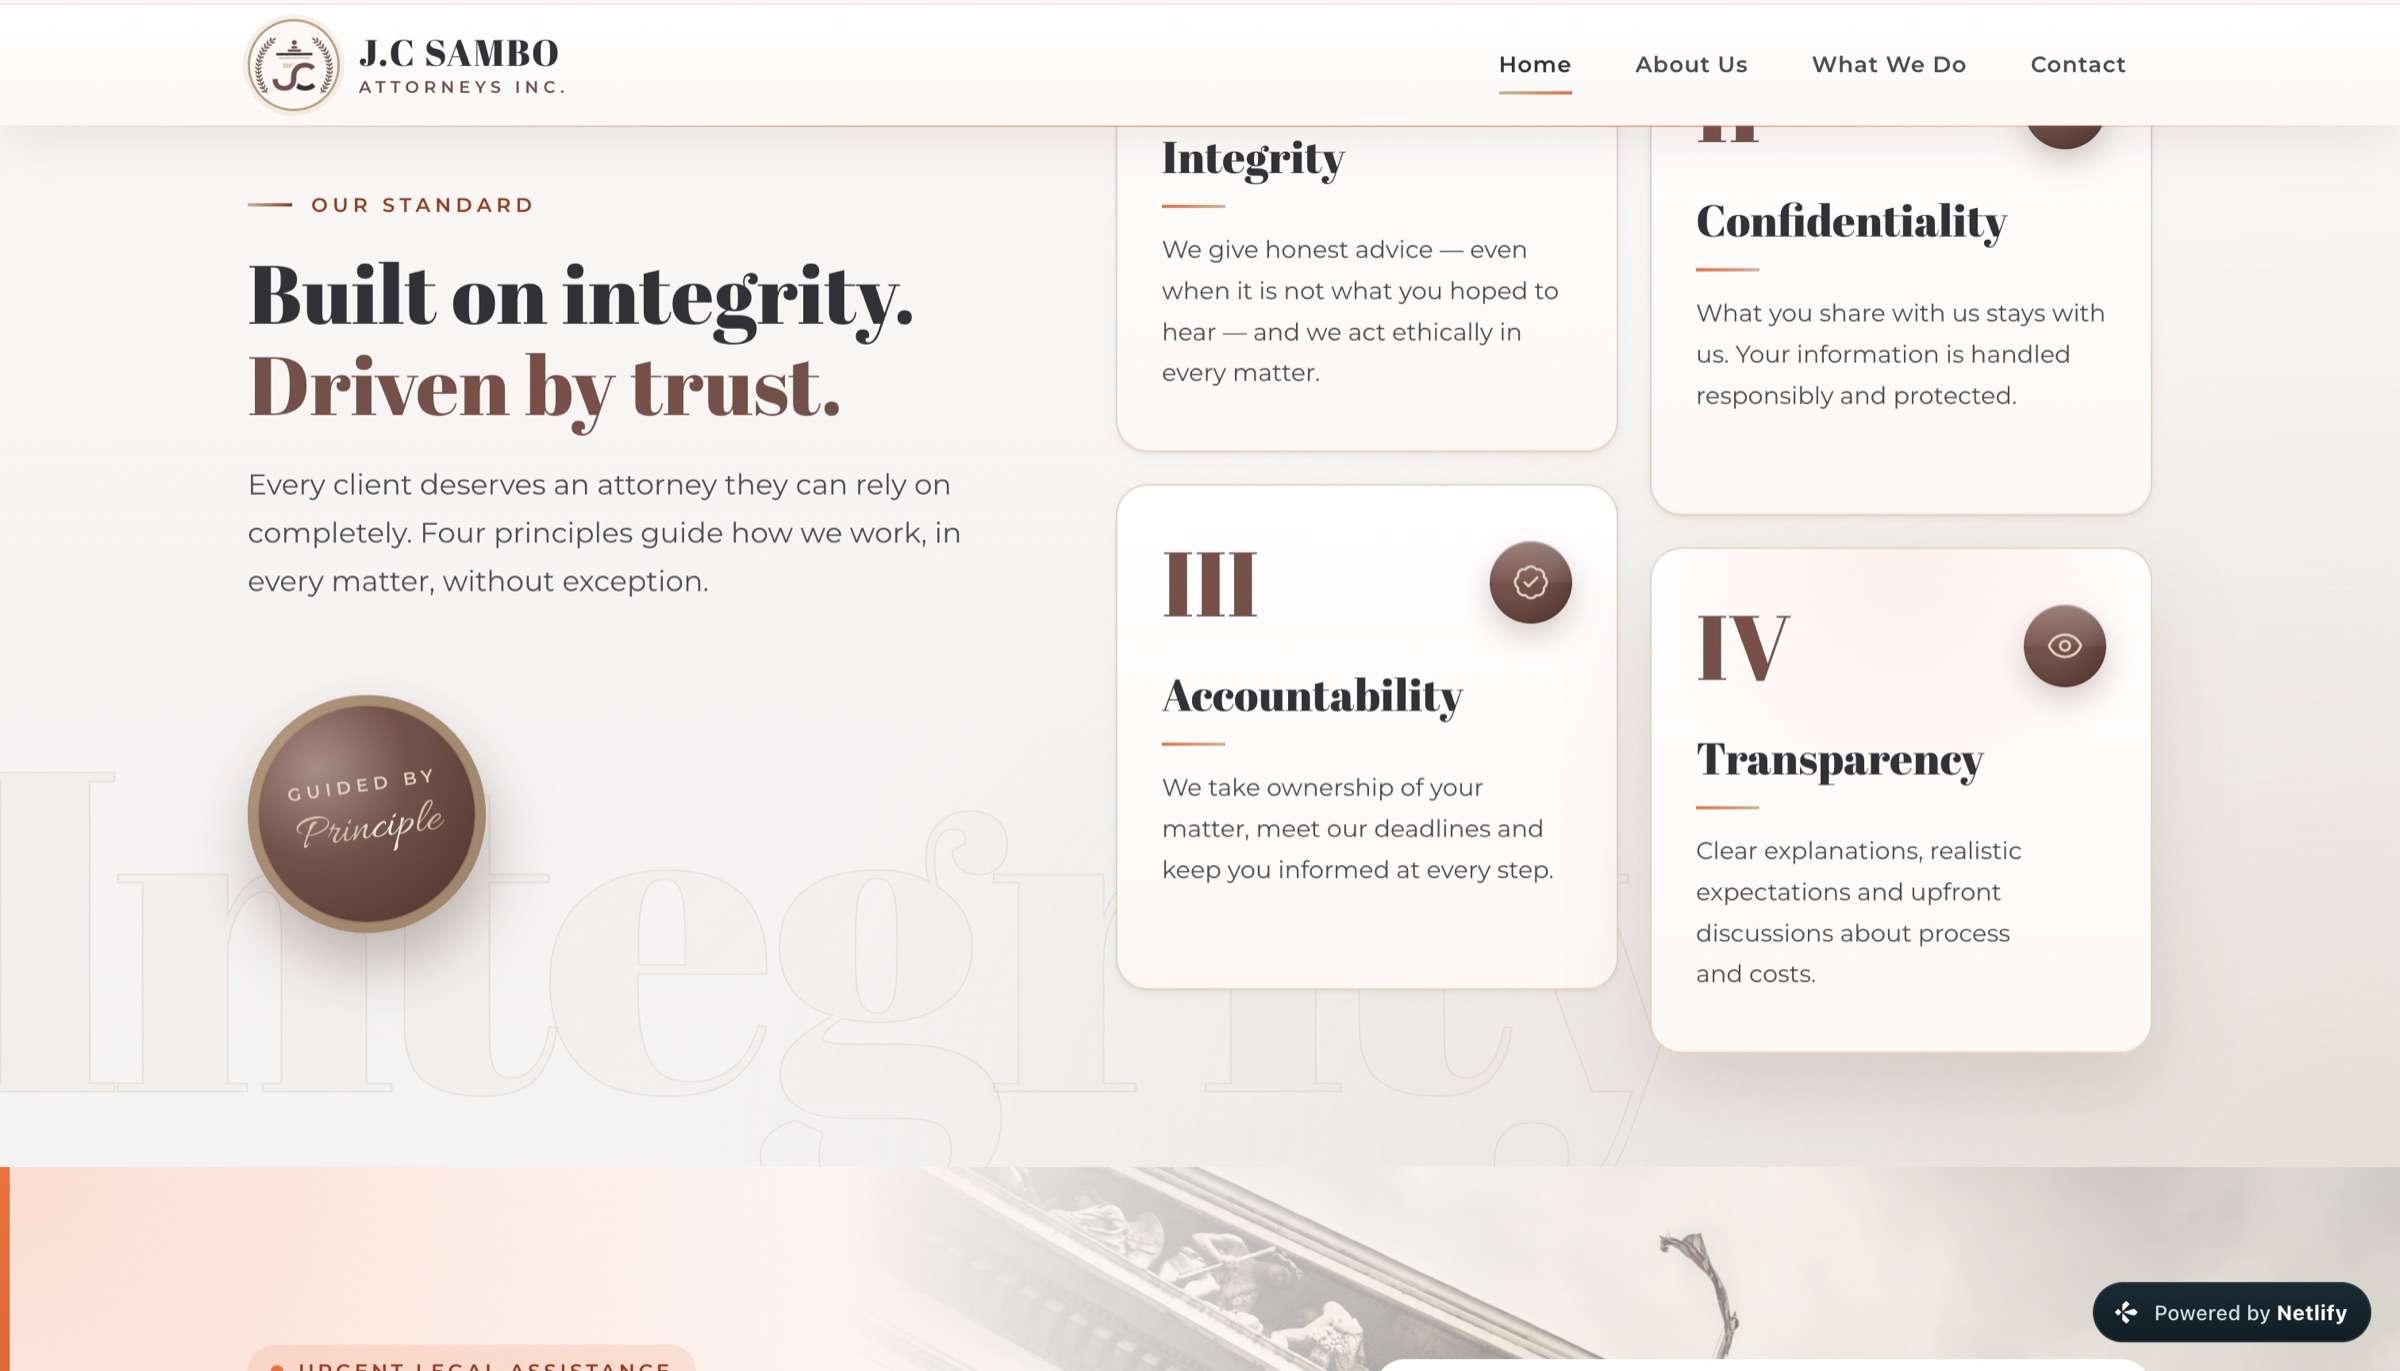 J.C SAMBO
ATTORNEYS INC.
Home
About Us
What We Do
Contact
OUR STANDARD
Built on integrity.
Driven by trust.
Every client deserves an attorney they can rely on
completely. Four principles guide how we work, in
every matter, without exception.
GUIDED BY
Principle
Integrity
Integrity
We give honest advice — even
when it is not what you hoped to
hear — and we act ethically in
every matter.
II
Confidentiality
What you share with us stays with
us. Your information is handled
responsibly and protected.
III
Accountability
We take ownership of your
matter, meet our deadlines and
keep you informed at every step.
IV
Transparency
Clear explanations, realistic
expectations and upfront
discussions about process
and costs.
URGENT LEGAL ASSISTANCE
Powered by Netlify